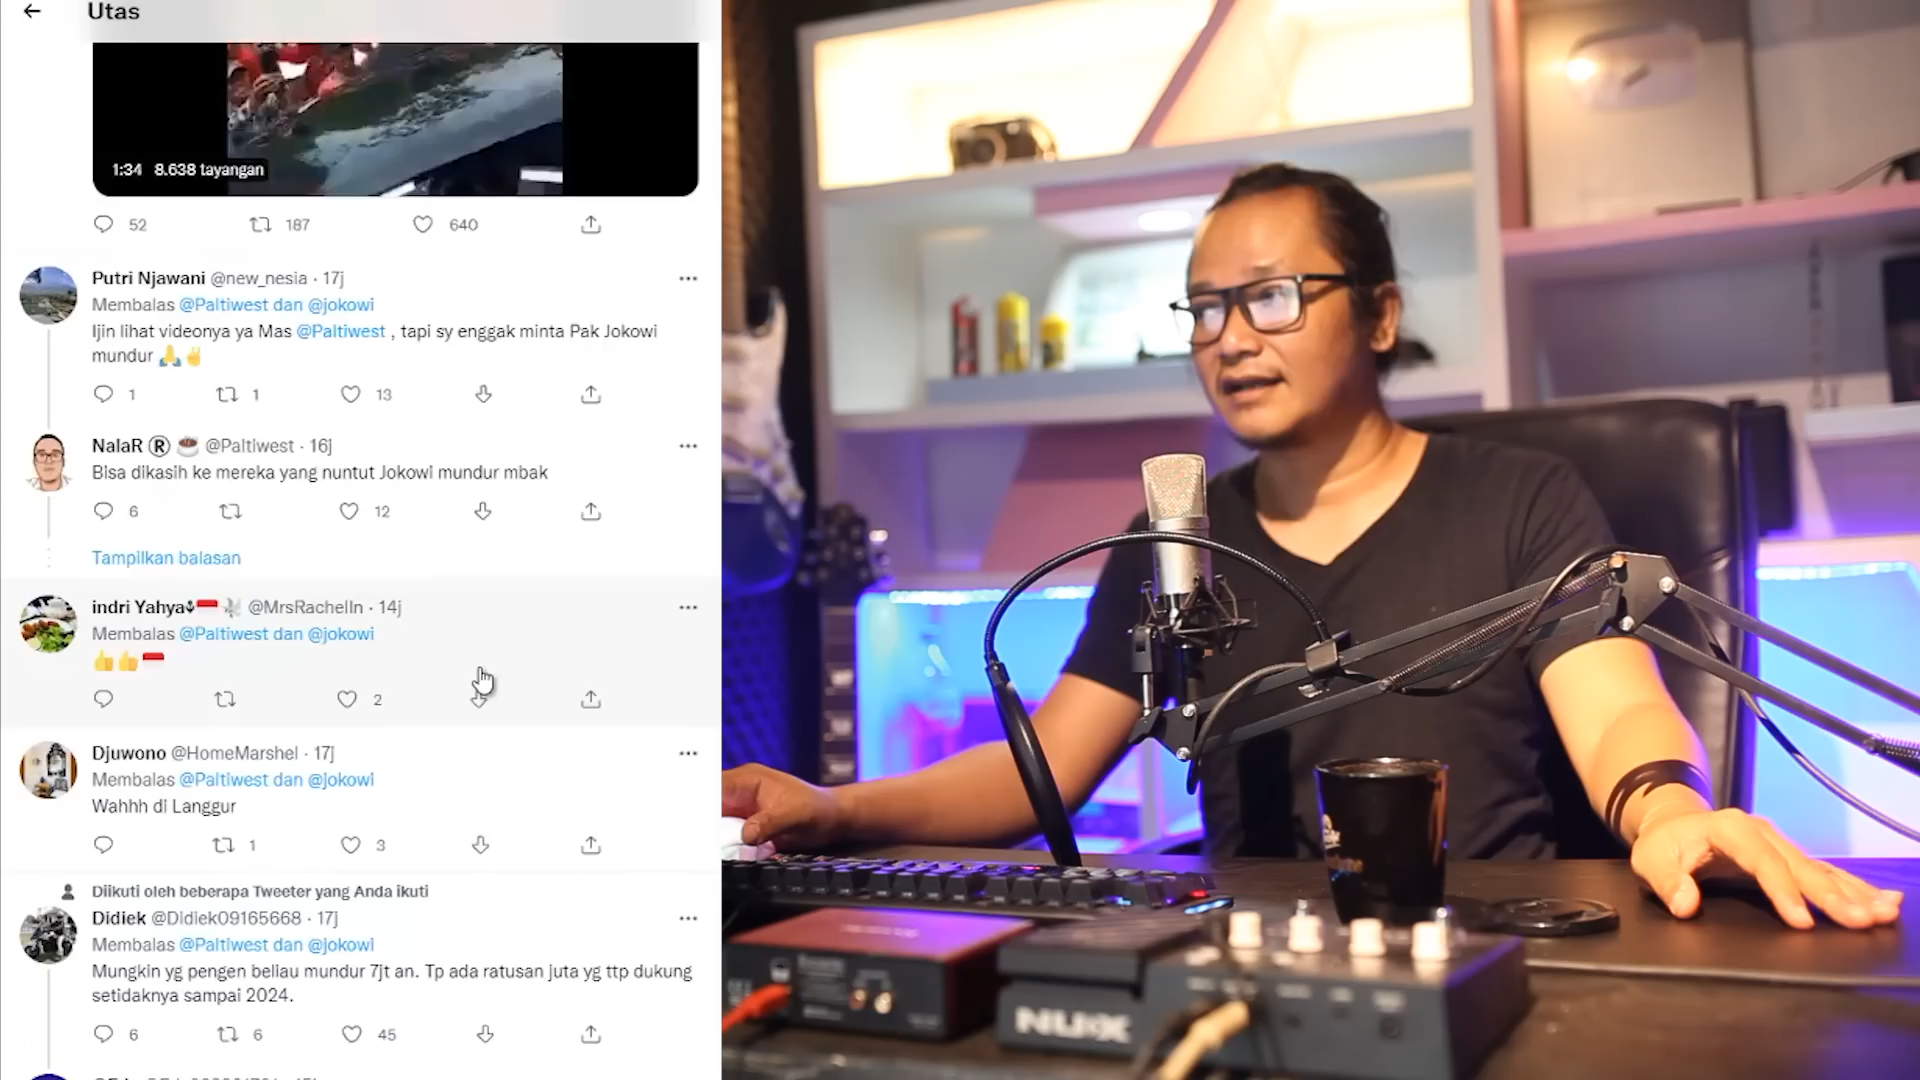 Utas
1:34 8.638 tayangan
52 187 640
Putri Njawani @new_nesia · 17j
Membalas @Paltiwest dan @jokowi
Ijin lihat videonya ya Mas @Paltiwest , tapi sy enggak minta Pak Jokowi
mundur 🙏✌
1 1 13
NalaR Ⓡ ☕ @Paltiwest · 16j
Bisa dikasih ke mereka yang nuntut Jokowi mundur mbak
6 12
Tampilkan balasan
indri Yahya @MrsRachelIn · 14j
Membalas @Paltiwest dan @jokowi
👍👍🇮🇩
2
Djuwono @HomeMarshel · 17j
Membalas @Paltiwest dan @jokowi
Wahhh di Langgur
1 3
Diikuti oleh beberapa Tweeter yang Anda ikuti
Didiek @Didiek09165668 · 17j
Membalas @Paltiwest dan @jokowi
Mungkin yg pengen beliau mundur 7jt an. Tp ada ratusan juta yg ttp dukung
setidaknya sampai 2024.
6 6 45
NUX